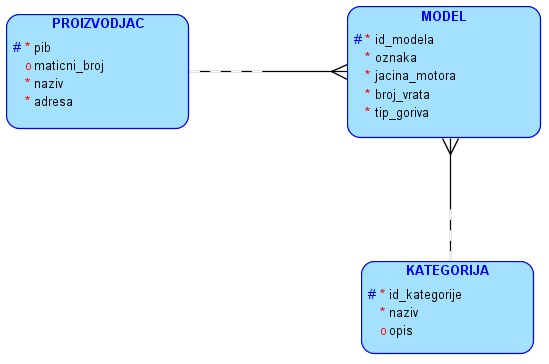 PROIZVODJAC
# * pib
o maticni_broj
* naziv
* adresa
MODEL
# * id_modela
* oznaka
* jacina_motora
* broj_vrata
* tip_goriva
KATEGORIJA
# * id_kategorije
* naziv
o opis